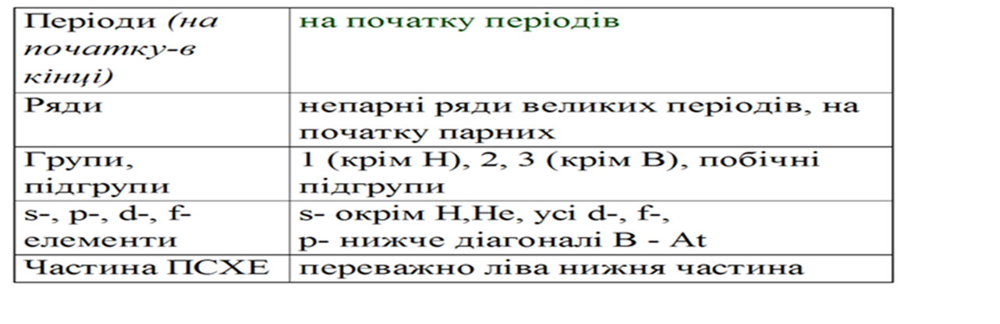 Періоди (на
початку-в
кінці)
на початку періодів
Ряди
непарні ряди великих періодів, на
початку парних
Групи,
підгрупи
1 (крім Н), 2, 3 (крім В), побічні
підгрупи
s-, p-, d-, f-
елементи
s- окрім Н,Не, усі d-, f-,
р- нижче діагоналі В - At
Частина ПСХЕ
переважно ліва нижня частина